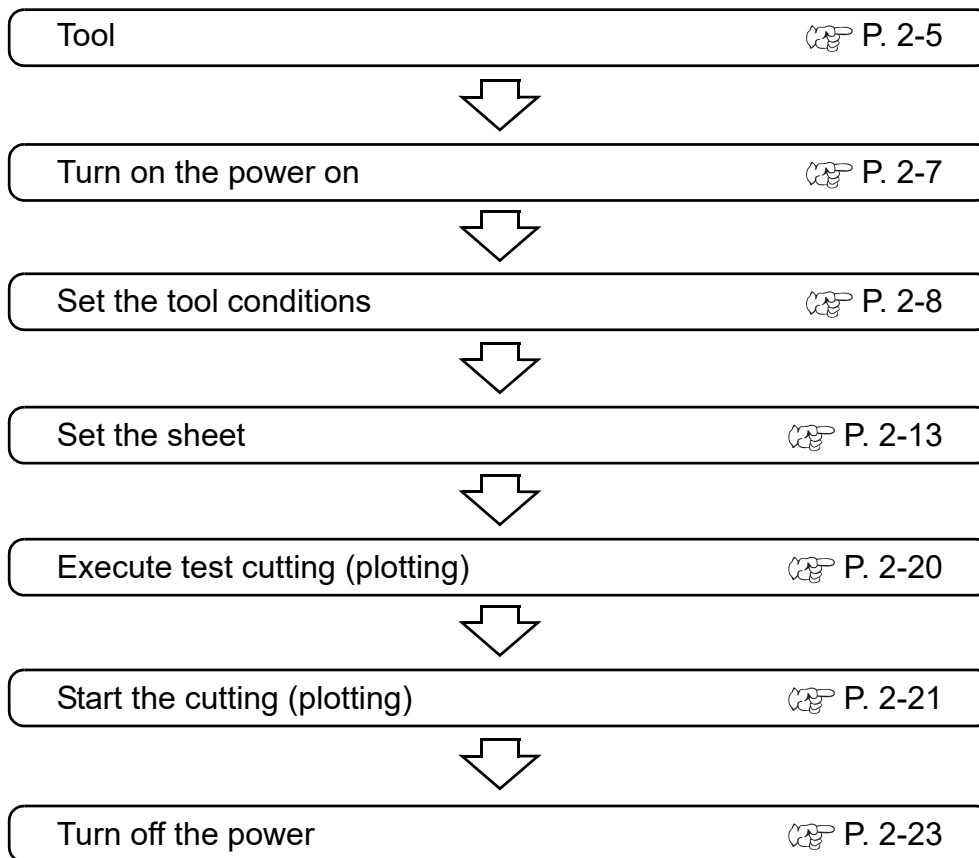 Tool P. 2-5
Turn on the power on P. 2-7
Set the tool conditions P. 2-8
Set the sheet P. 2-13
Execute test cutting (plotting) P. 2-20
Start the cutting (plotting) P. 2-21
Turn off the power P. 2-23